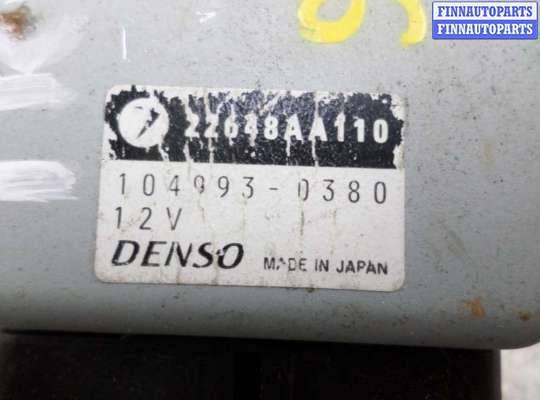 FINNAUTOPARTS
FINNAUTOPARTS
22648AA110
104993-0380
12V
DENSO MADE IN JAPAN